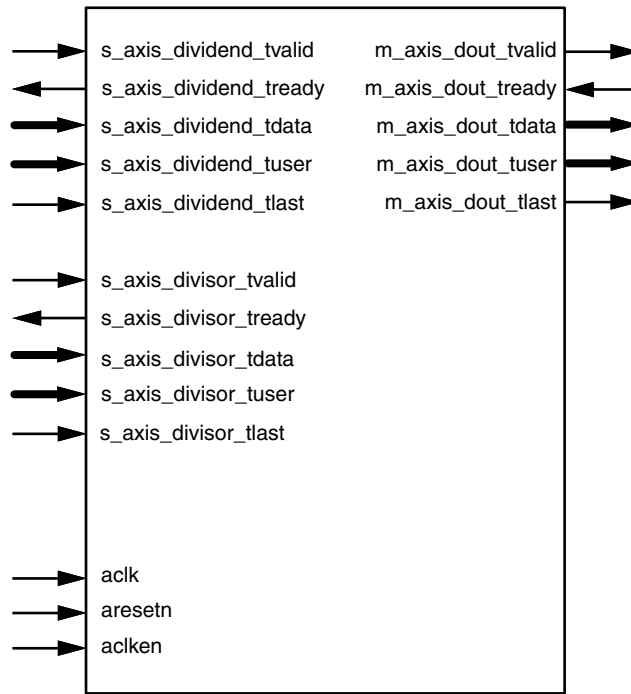 s_axis_dividend_tvalid
s_axis_dividend_tready
s_axis_dividend_tdata
s_axis_dividend_tuser
s_axis_dividend_tlast
s_axis_divisor_tvalid
s_axis_divisor_tready
s_axis_divisor_tdata
s_axis_divisor_tuser
s_axis_divisor_tlast
aclk
aresetn
aclken
m_axis_dout_tvalid
m_axis_dout_tready
m_axis_dout_tdata
m_axis_dout_tuser
m_axis_dout_tlast